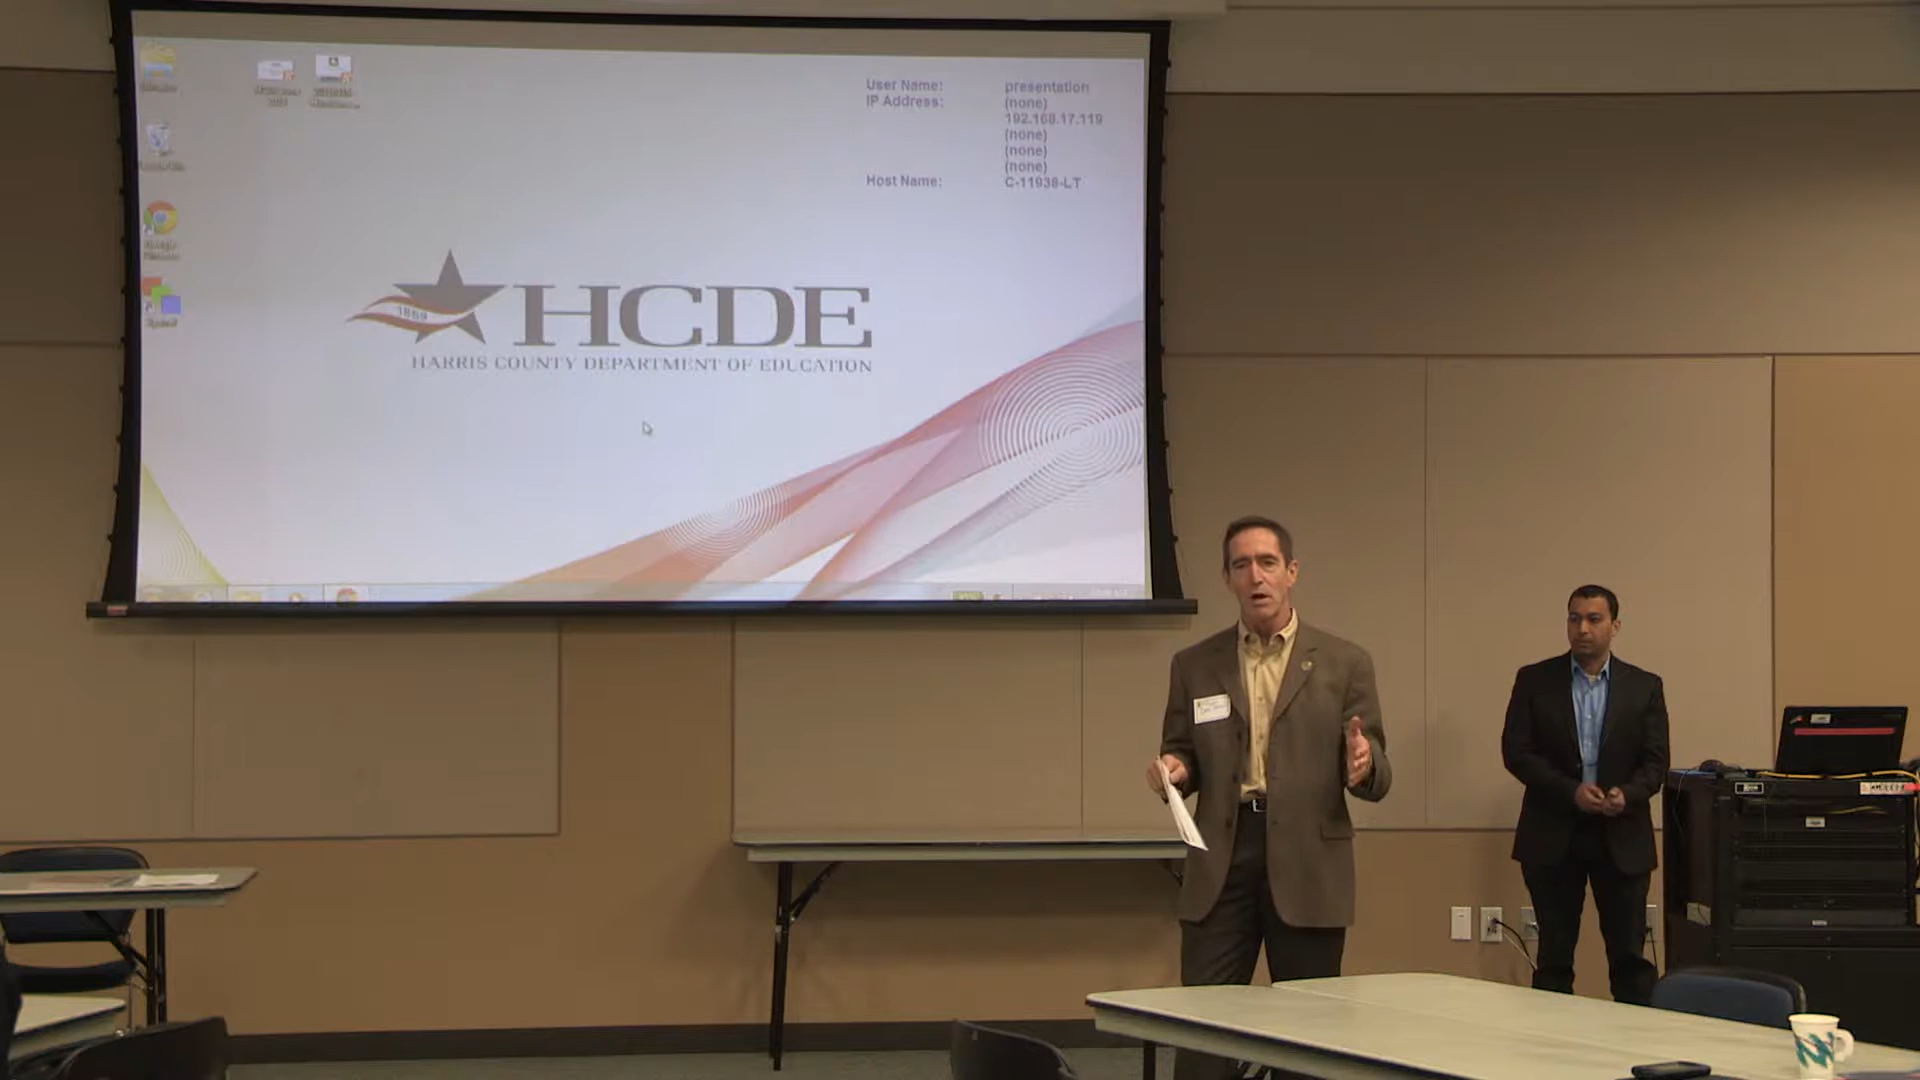 User Name: presentation
IP Address: (none)
192.168.17.119
(none)
(none)
(none)
Host Name: C-11938-LT
1889
HCDE
HARRIS COUNTY DEPARTMENT OF EDUCATION